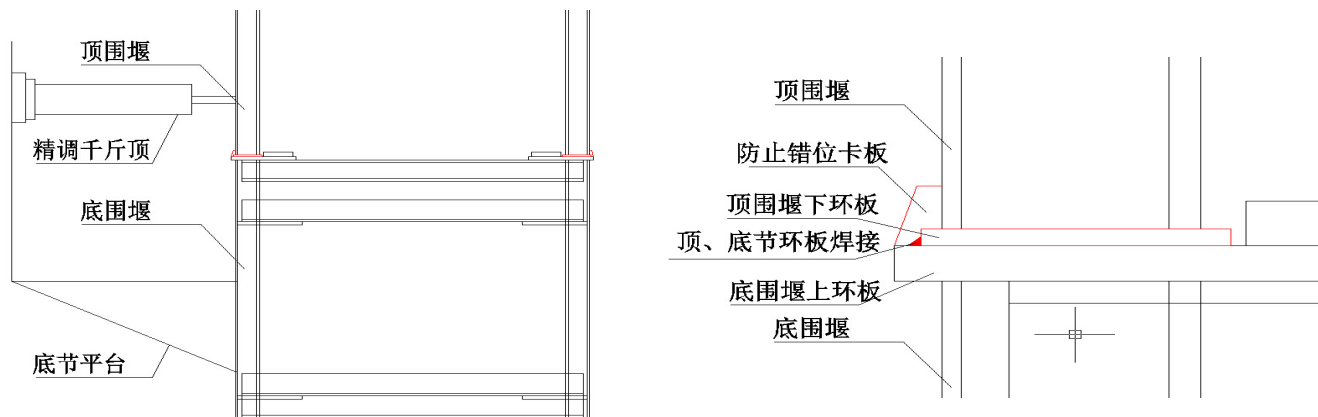 顶围堰
精调千斤顶
底围堰
底节平台
顶围堰
防止错位卡板
顶围堰下环板
顶、底节环板焊接
底围堰上环板
底围堰